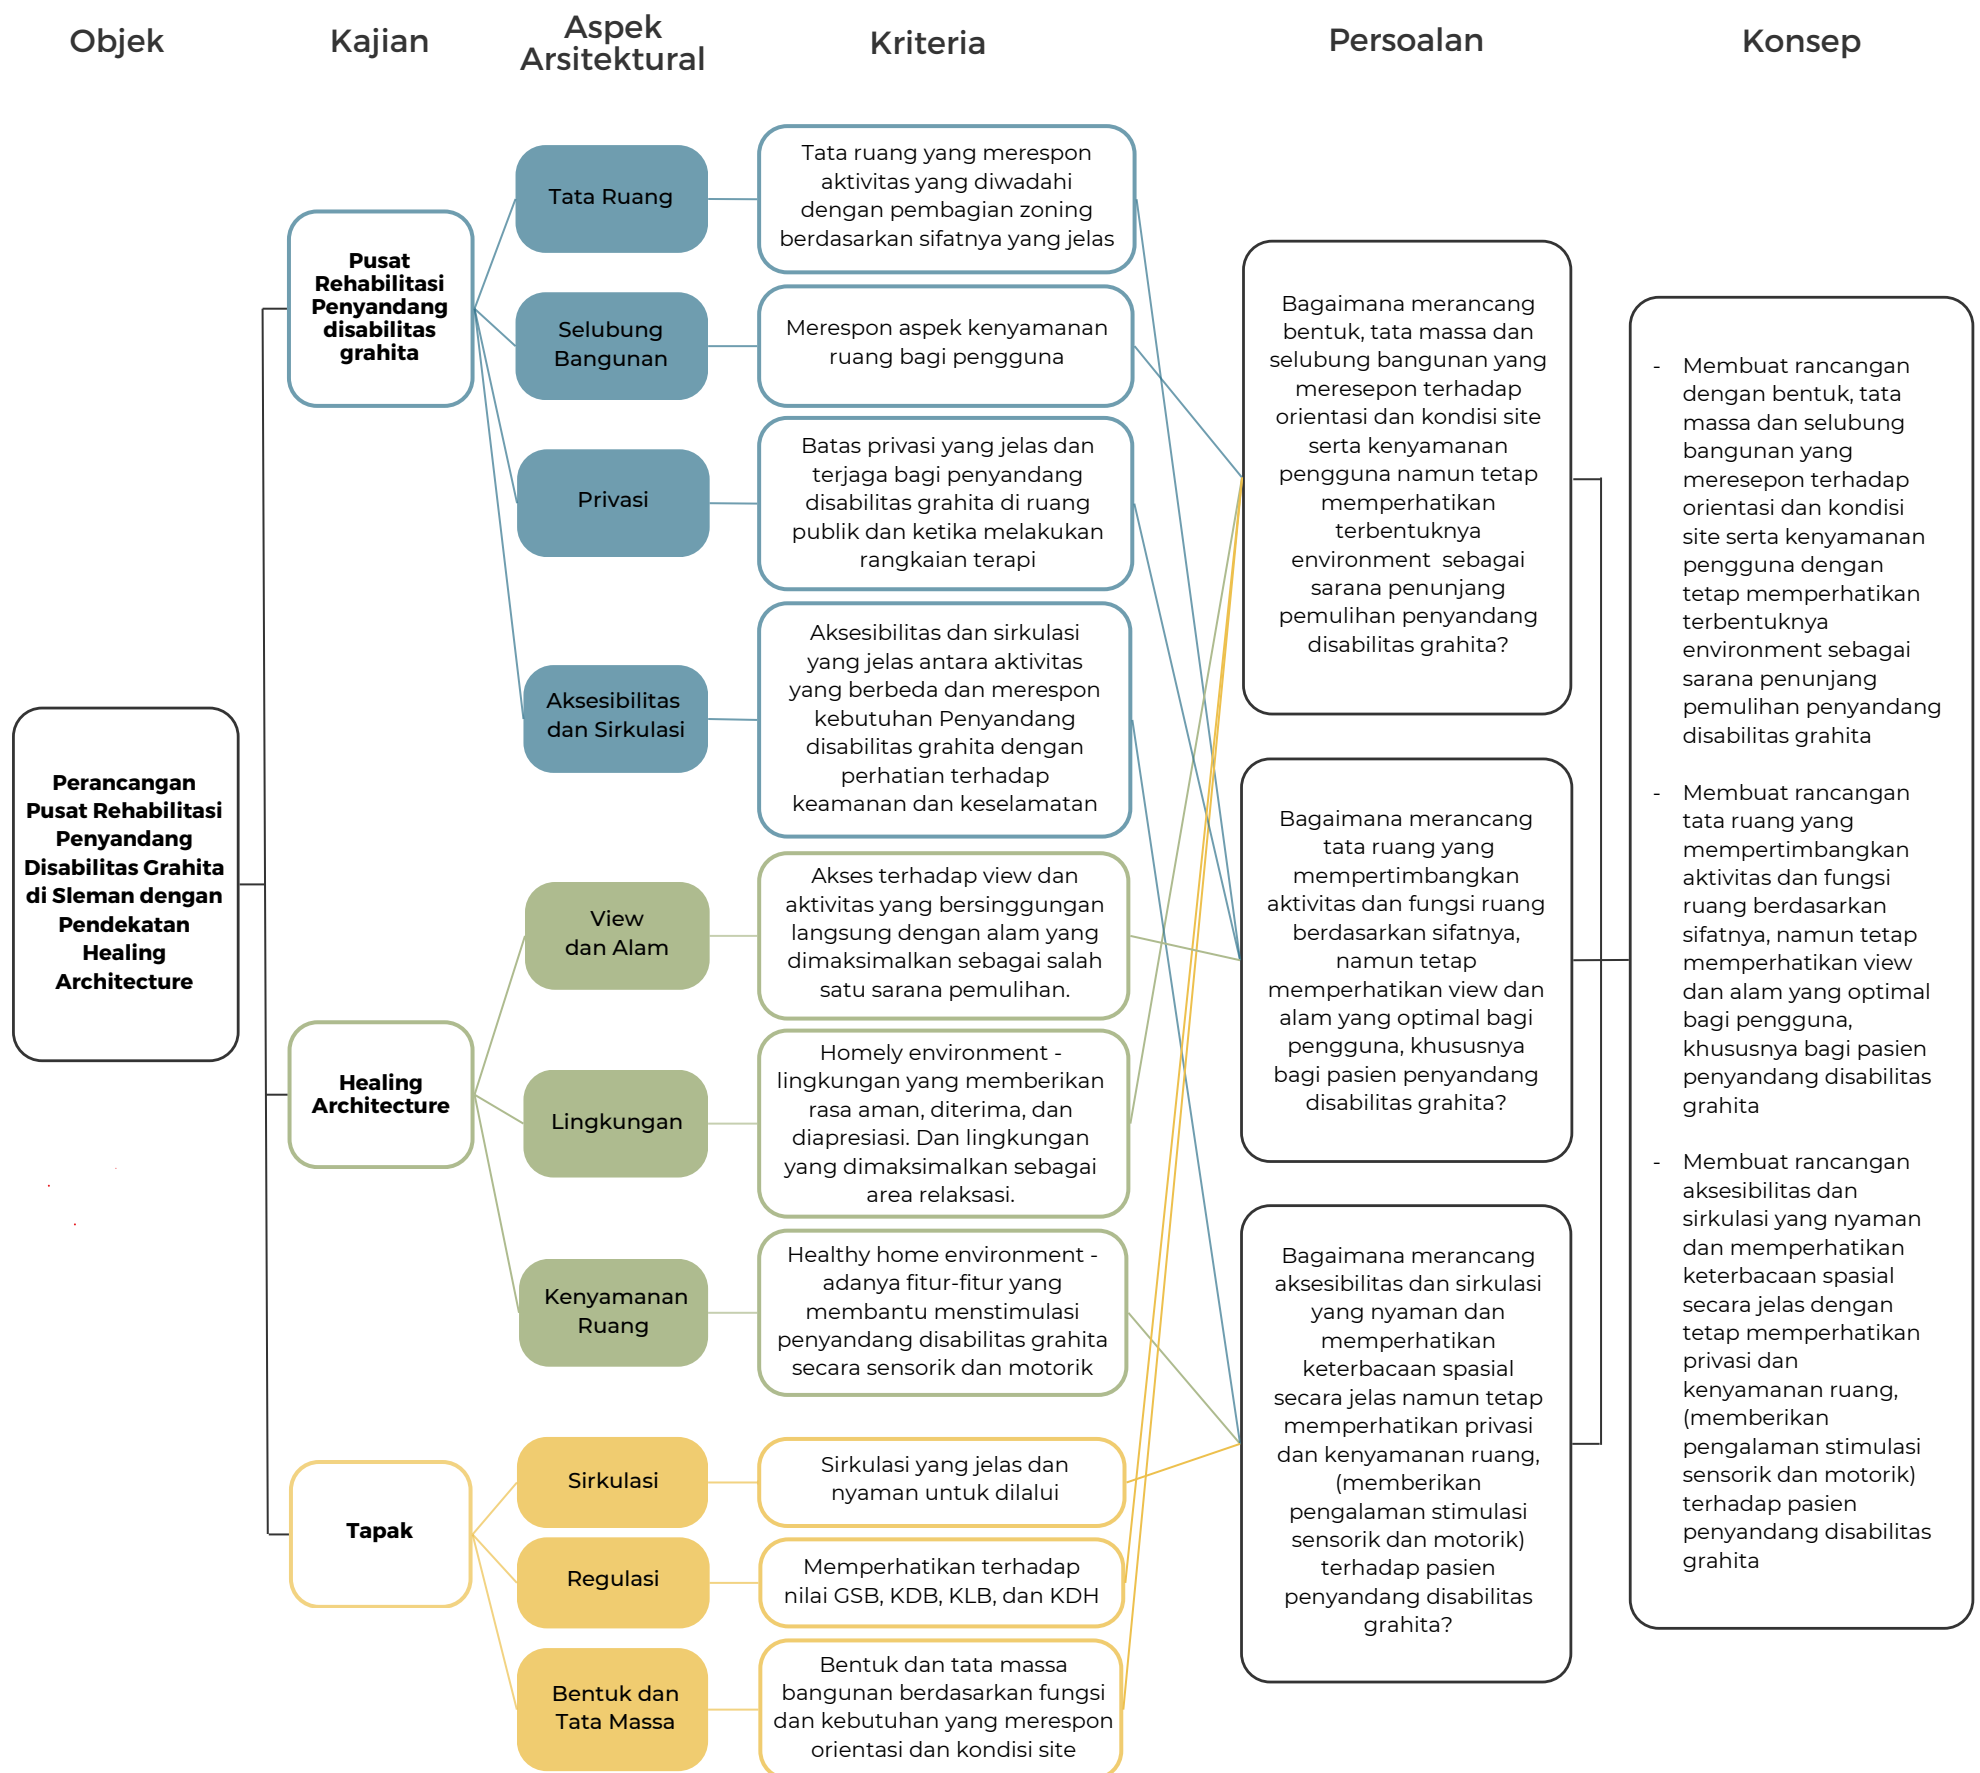 Objek
Kajian
Aspek
Arsitektural
Kriteria
Persoalan
Konsep
Perancangan
Pusat Rehabilitasi
Penyandang
Disabilitas Grahita
di Sleman dengan
Pendekatan
Healing
Architecture
Pusat
Rehabilitasi
Penyandang
disabilitas
grahita
Healing
Architecture
Tapak
Tata Ruang
Selubung
Bangunan
Privasi
Aksesibilitas
dan Sirkulasi
View
dan Alam
Lingkungan
Kenyamanan
Ruang
Sirkulasi
Regulasi
Bentuk dan
Tata Massa
Tata ruang yang merespon
aktivitas yang diwadahi
dengan pembagian zoning
berdasarkan sifatnya yang jelas
Merespon aspek kenyamanan
ruang bagi pengguna
Batas privasi yang jelas dan
terjaga bagi penyandang
disabilitas grahita di ruang
publik dan ketika melakukan
rangkaian terapi
Aksesibilitas dan sirkulasi
yang jelas antara aktivitas
yang berbeda dan merespon
kebutuhan Penyandang
disabilitas grahita dengan
perhatian terhadap
keamanan dan keselamatan
Akses terhadap view dan
aktivitas yang bersinggungan
langsung dengan alam yang
dimaksimalkan sebagai salah
satu sarana pemulihan.
Homely environment -
lingkungan yang memberikan
rasa aman, diterima, dan
diapresiasi. Dan lingkungan
yang dimaksimalkan sebagai
area relaksasi.
Healthy home environment -
adanya fitur-fitur yang
membantu menstimulasi
penyandang disabilitas grahita
secara sensorik dan motorik
Sirkulasi yang jelas dan
nyaman untuk dilalui
Memperhatikan terhadap
nilai GSB, KDB, KLB, dan KDH
Bentuk dan tata massa
bangunan berdasarkan fungsi
dan kebutuhan yang merespon
orientasi dan kondisi site
Bagaimana merancang
bentuk, tata massa dan
selubung bangunan yang
meresepon terhadap
orientasi dan kondisi site
serta kenyamanan
pengguna namun tetap
memperhatikan
terbentuknya
environment  sebagai
sarana penunjang
pemulihan penyandang
disabilitas grahita?
Bagaimana merancang
tata ruang yang
mempertimbangkan
aktivitas dan fungsi ruang
berdasarkan sifatnya,
namun tetap
memperhatikan view dan
alam yang optimal bagi
pengguna, khususnya
bagi pasien penyandang
disabilitas grahita?
Bagaimana merancang
aksesibilitas dan sirkulasi
yang nyaman dan
memperhatikan
keterbacaan spasial
secara jelas namun tetap
memperhatikan privasi
dan kenyamanan ruang,
(memberikan
pengalaman stimulasi
sensorik dan motorik)
terhadap pasien
penyandang disabilitas
grahita?
- Membuat rancangan
dengan bentuk, tata
massa dan selubung
bangunan yang
meresepon terhadap
orientasi dan kondisi
site serta kenyamanan
pengguna dengan
tetap memperhatikan
terbentuknya
environment sebagai
sarana penunjang
pemulihan penyandang
disabilitas grahita
- Membuat rancangan
tata ruang yang
mempertimbangkan
aktivitas dan fungsi
ruang berdasarkan
sifatnya, namun tetap
memperhatikan view
dan alam yang optimal
bagi pengguna,
khususnya bagi pasien
penyandang disabilitas
grahita
- Membuat rancangan
aksesibilitas dan
sirkulasi yang nyaman
dan memperhatikan
keterbacaan spasial
secara jelas dengan
tetap memperhatikan
privasi dan
kenyamanan ruang,
(memberikan
pengalaman stimulasi
sensorik dan motorik)
terhadap pasien
penyandang disabilitas
grahita